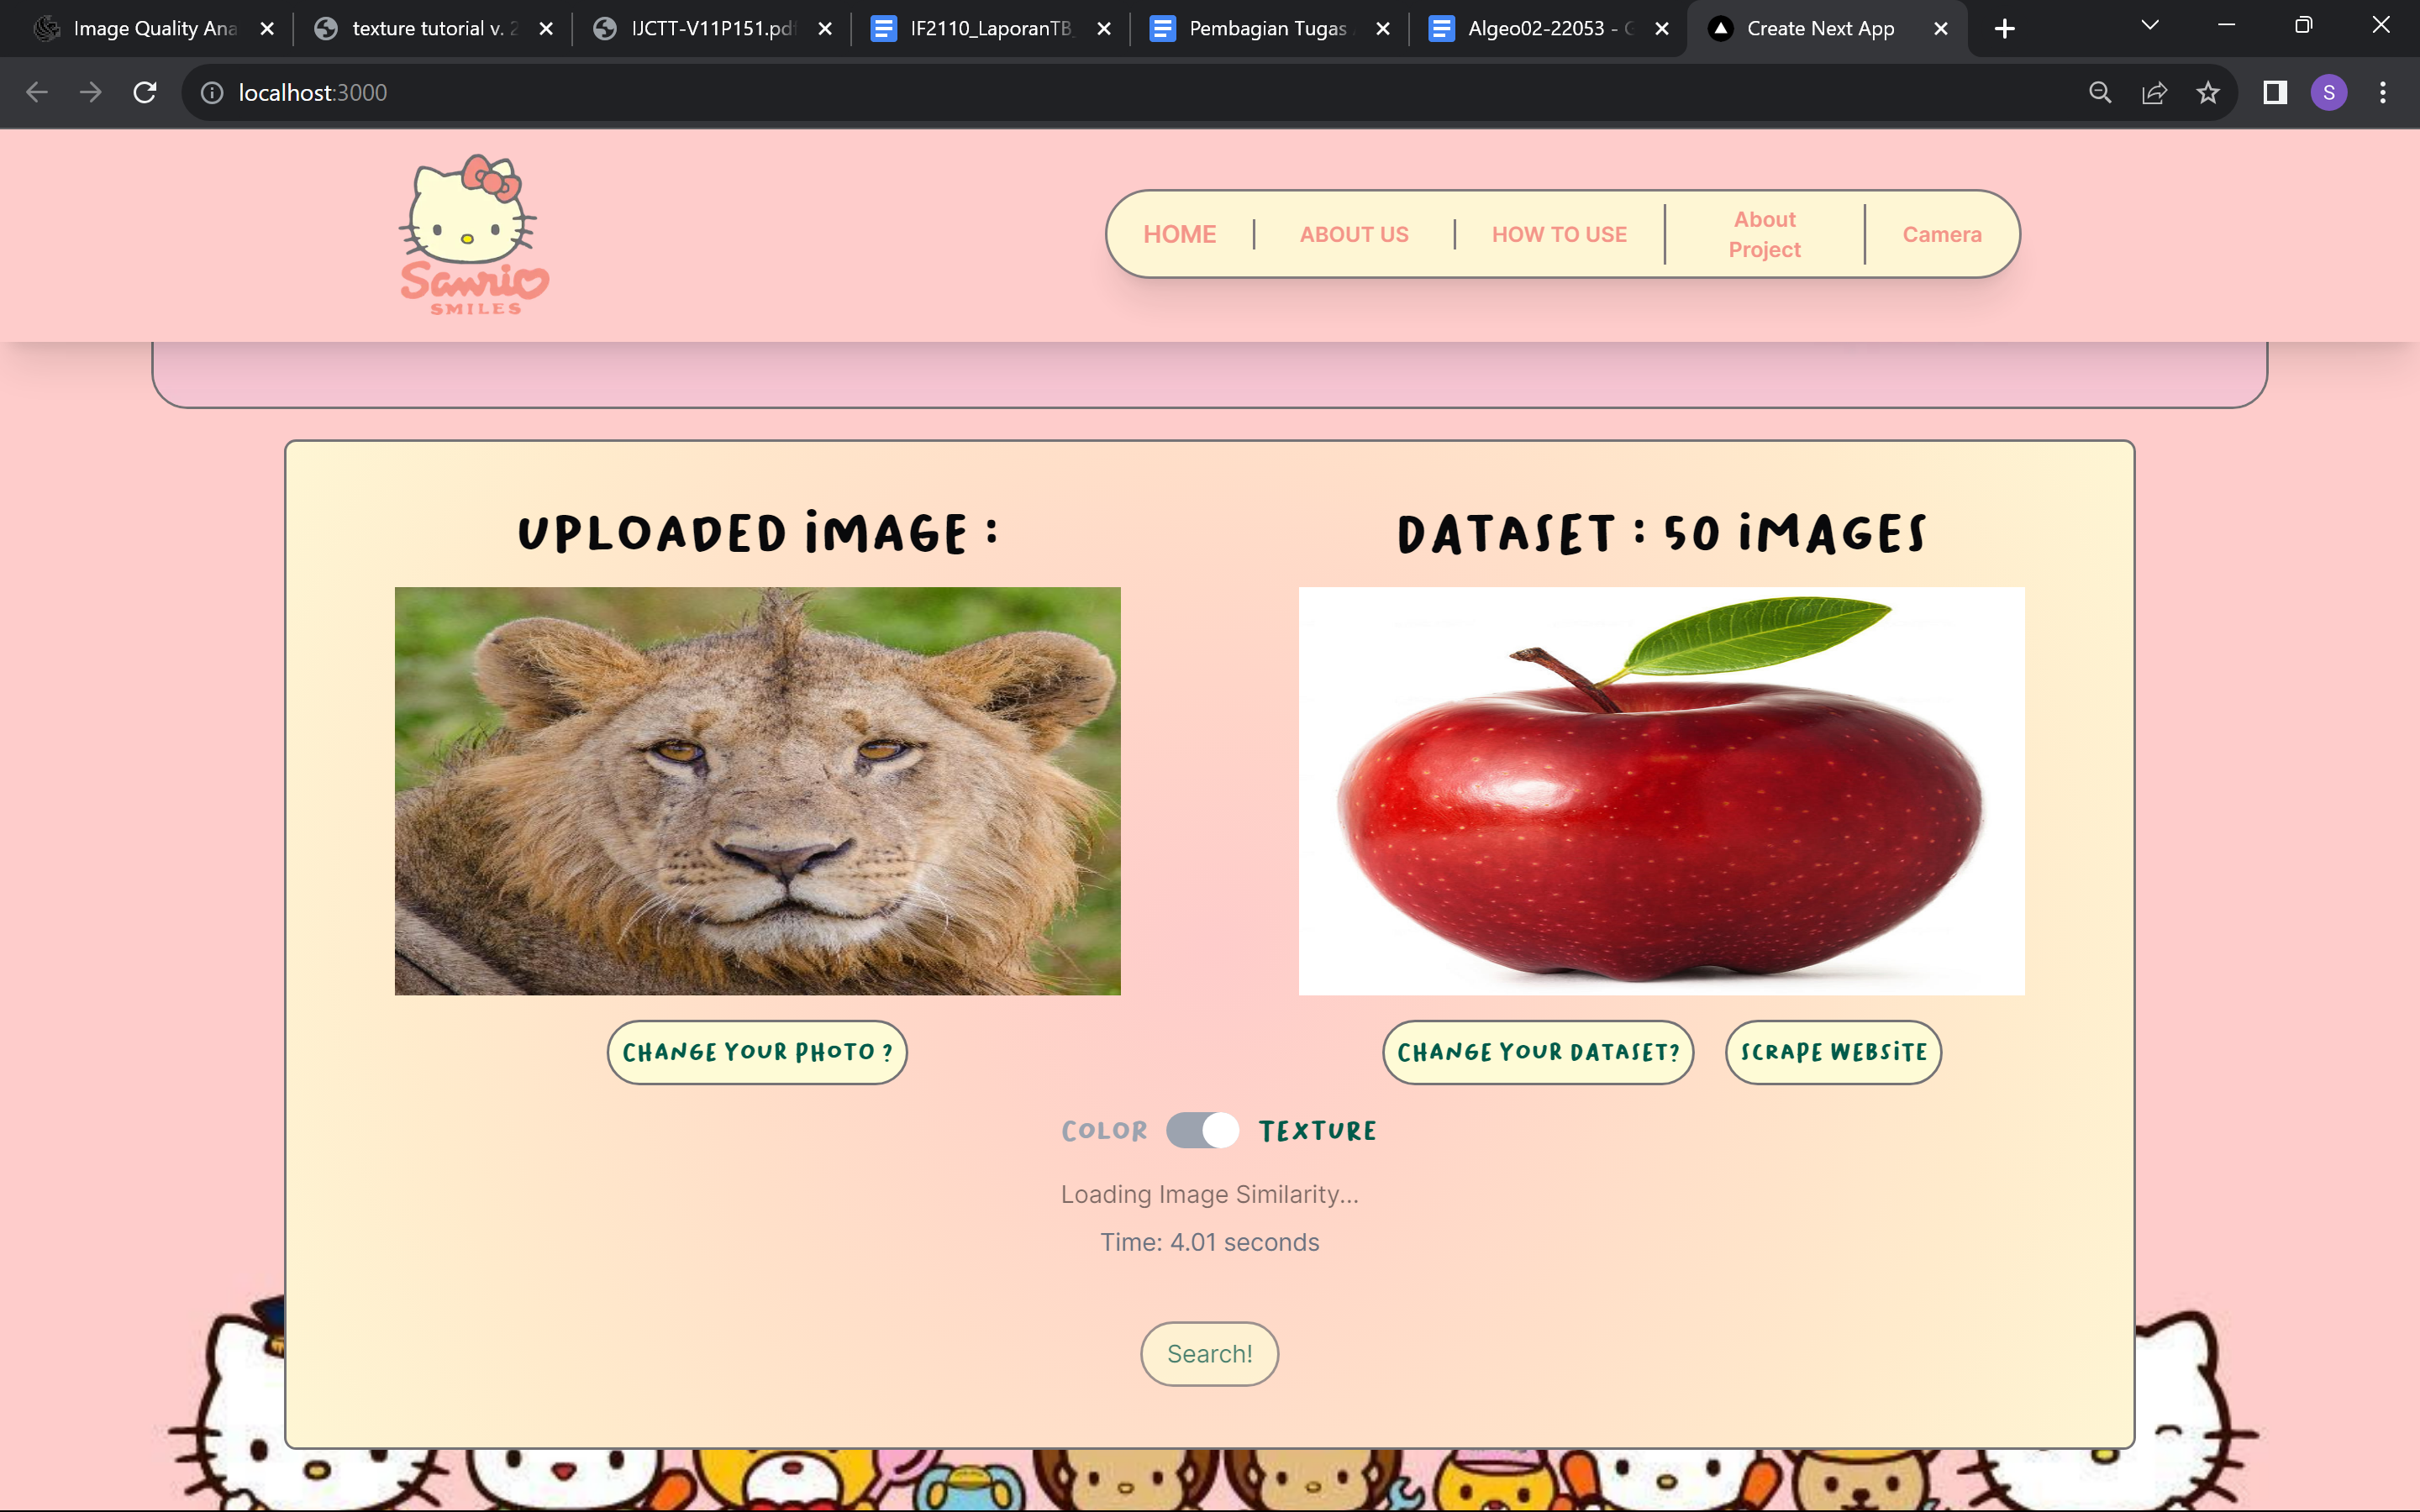 Image Quality Ana
texture tutorial v. 2
IJCTT-V11P151.pdf
IF2110_LaporanTB_
Pembagian Tugas
Algeo02-22053 - G
Create Next App
localhost:3000
S
Sanrio
SMILES
HOME
ABOUT US
HOW TO USE
About
Project
Camera
UPLOADED iMAGE :
DATASET : 50 iMAGES
CHANGE YOUR PHOTO ?
CHANGE YOUR DATASET?
SCRAPE WEBSiTE
COLOR
TEXTURE
Loading Image Similarity...
Time: 4.01 seconds
Search!